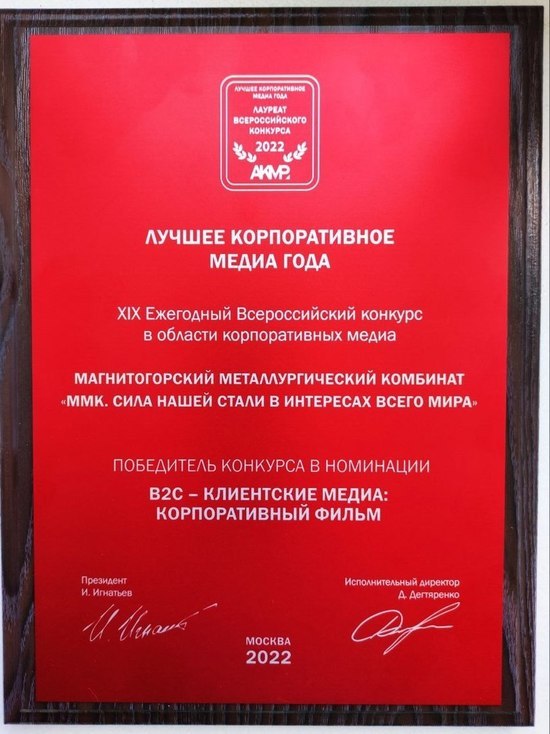 ЛУЧШЕЕ КОРПОРАТИВНОЕ
МЕДИА ГОДА
ЛАУРЕАТ
ВСЕРОССИЙСКОГО
КОНКУРСА
2022
АКМР
ЛУЧШЕЕ КОРПОРАТИВНОЕ
МЕДИА ГОДА
XIX Ежегодный Всероссийский конкурс
в области корпоративных медиа
МАГНИТОГОРСКИЙ МЕТАЛЛУРГИЧЕСКИЙ КОМБИНАТ
«ММК. СИЛА НАШЕЙ СТАЛИ В ИНТЕРЕСАХ ВСЕГО МИРА»
ПОБЕДИТЕЛЬ КОНКУРСА В НОМИНАЦИИ
B2C – КЛИЕНТСКИЕ МЕДИА:
КОРПОРАТИВНЫЙ ФИЛЬМ
Президент
И. Игнатьев
Исполнительный директор
Д. Дегтяренко
И. Игнат
МОСКВА
2022